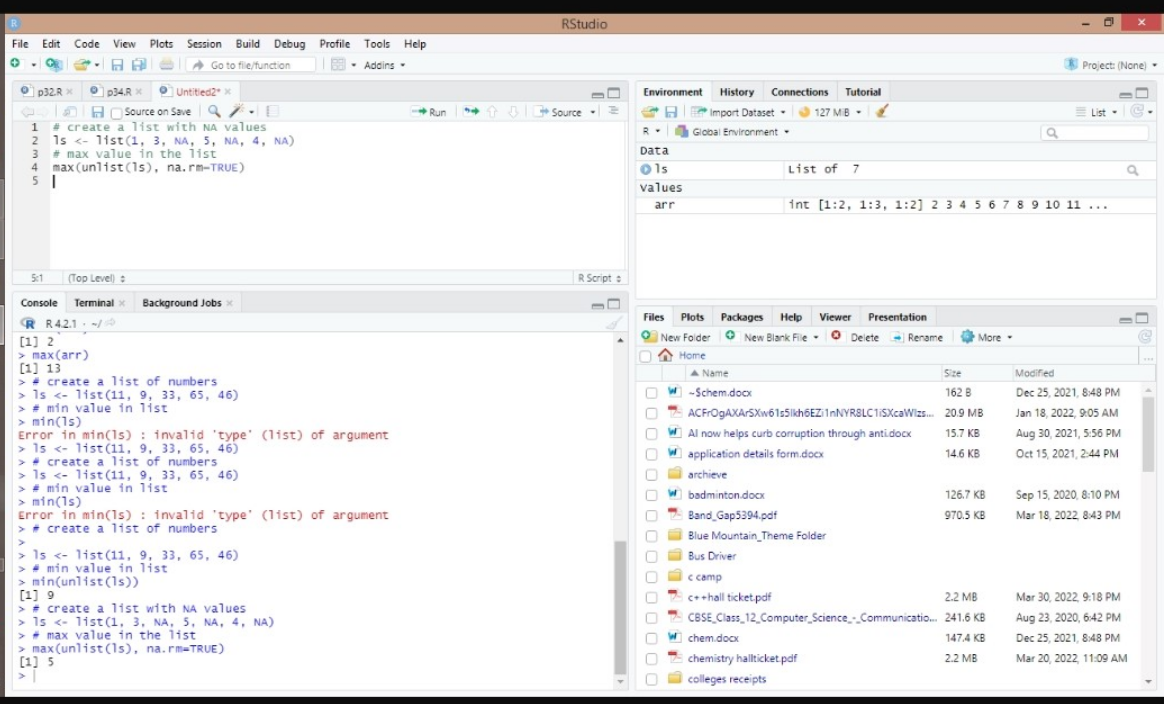 RStudio
File Edit Code View Plots Session Build Debug Profile Tools Help
Go to file/function Addins Project: (None)
p32.R p34.R Untitled2*
Source on Save Run Source
1 # create a list with NA values
2 ls <- list(1, 3, NA, 5, NA, 4, NA)
3 # max value in the list
4 max(unlist(ls), na.rm=TRUE)
5
5:1 (Top Level) R Script
Console Terminal Background Jobs
R 4.2.1 · ~/
[1] 2
> max(arr)
[1] 13
> # create a list of numbers
> ls <- list(11, 9, 33, 65, 46)
> # min value in list
> min(ls)
Error in min(ls) : invalid 'type' (list) of argument
> ls <- list(11, 9, 33, 65, 46)
> # create a list of numbers
> ls <- list(11, 9, 33, 65, 46)
> # min value in list
> min(ls)
Error in min(ls) : invalid 'type' (list) of argument
> # create a list of numbers
>
> ls <- list(11, 9, 33, 65, 46)
> # min value in list
> min(unlist(ls))
[1] 9
> # create a list with NA values
> ls <- list(1, 3, NA, 5, NA, 4, NA)
> # max value in the list
> max(unlist(ls), na.rm=TRUE)
[1] 5
>
Environment History Connections Tutorial
Import Dataset 127 MiB List
R Global Environment
Data
ls List of 7
Values
arr int [1:2, 1:3, 1:2] 2 3 4 5 6 7 8 9 10 11 ...
Files Plots Packages Help Viewer Presentation
New Folder New Blank File Delete Rename More
Home ...
Name Size Modified
~$chem.docx 162 B Dec 25, 2021, 8:48 PM
20.9 MB Jan 18, 2022, 9:05 AM
AI now helps curb corruption through anti.docx 15.7 KB Aug 30, 2021, 5:56 PM
application details form.docx 14.6 KB Oct 15, 2021, 2:44 PM
archieve
badminton.docx 126.7 KB Sep 15, 2020, 8:10 PM
Band_Gap5394.pdf 970.5 KB Mar 18, 2022, 8:43 PM
Blue Mountain_Theme Folder
Bus Driver
c camp
c++hall ticket.pdf 2.2 MB Mar 30, 2022, 9:18 PM
CBSE_Class_12_Computer_Science_-_Communicatio... 241.6 KB Aug 23, 2020, 6:42 PM
chem.docx 147.4 KB Dec 25, 2021, 8:48 PM
chemistry hallticket.pdf 2.2 MB Mar 20, 2022, 11:09 AM
colleges receipts